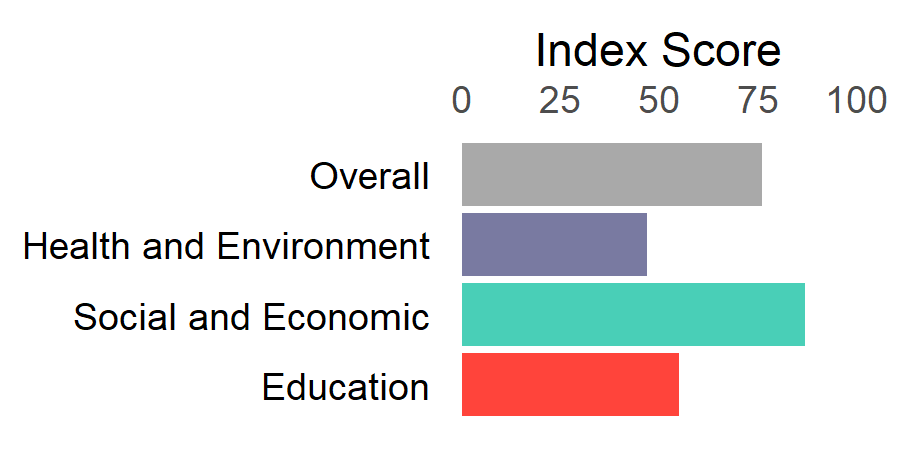 Index Score
0 25 50 75 100
Overall
Health and Environment
Social and Economic
Education